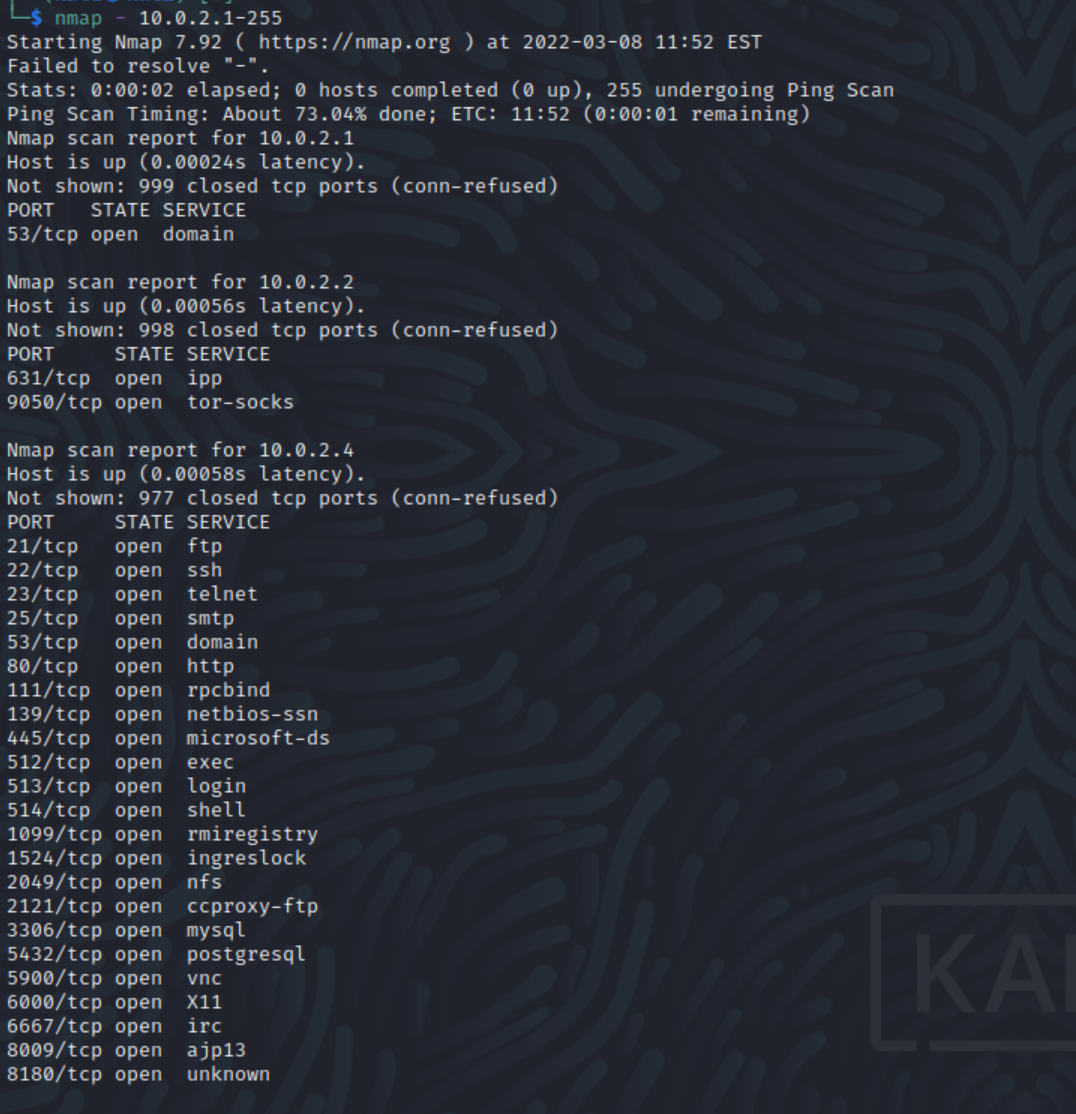 $ nmap - 10.0.2.1-255
Starting Nmap 7.92 ( https://nmap.org ) at 2022-03-08 11:52 EST
Failed to resolve "-".
Stats: 0:00:02 elapsed; 0 hosts completed (0 up), 255 undergoing Ping Scan
Ping Scan Timing: About 73.04% done; ETC: 11:52 (0:00:01 remaining)
Nmap scan report for 10.0.2.1
Host is up (0.00024s latency).
Not shown: 999 closed tcp ports (conn-refused)
PORT   STATE SERVICE
53/tcp open  domain

Nmap scan report for 10.0.2.2
Host is up (0.00056s latency).
Not shown: 998 closed tcp ports (conn-refused)
PORT     STATE SERVICE
631/tcp  open  ipp
9050/tcp open  tor-socks

Nmap scan report for 10.0.2.4
Host is up (0.00058s latency).
Not shown: 977 closed tcp ports (conn-refused)
PORT     STATE SERVICE
21/tcp   open  ftp
22/tcp   open  ssh
23/tcp   open  telnet
25/tcp   open  smtp
53/tcp   open  domain
80/tcp   open  http
111/tcp  open  rpcbind
139/tcp  open  netbios-ssn
445/tcp  open  microsoft-ds
512/tcp  open  exec
513/tcp  open  login
514/tcp  open  shell
1099/tcp open  rmiregistry
1524/tcp open  ingreslock
2049/tcp open  nfs
2121/tcp open  ccproxy-ftp
3306/tcp open  mysql
5432/tcp open  postgresql
5900/tcp open  vnc
6000/tcp open  X11
6667/tcp open  irc
8009/tcp open  ajp13
8180/tcp open  unknown